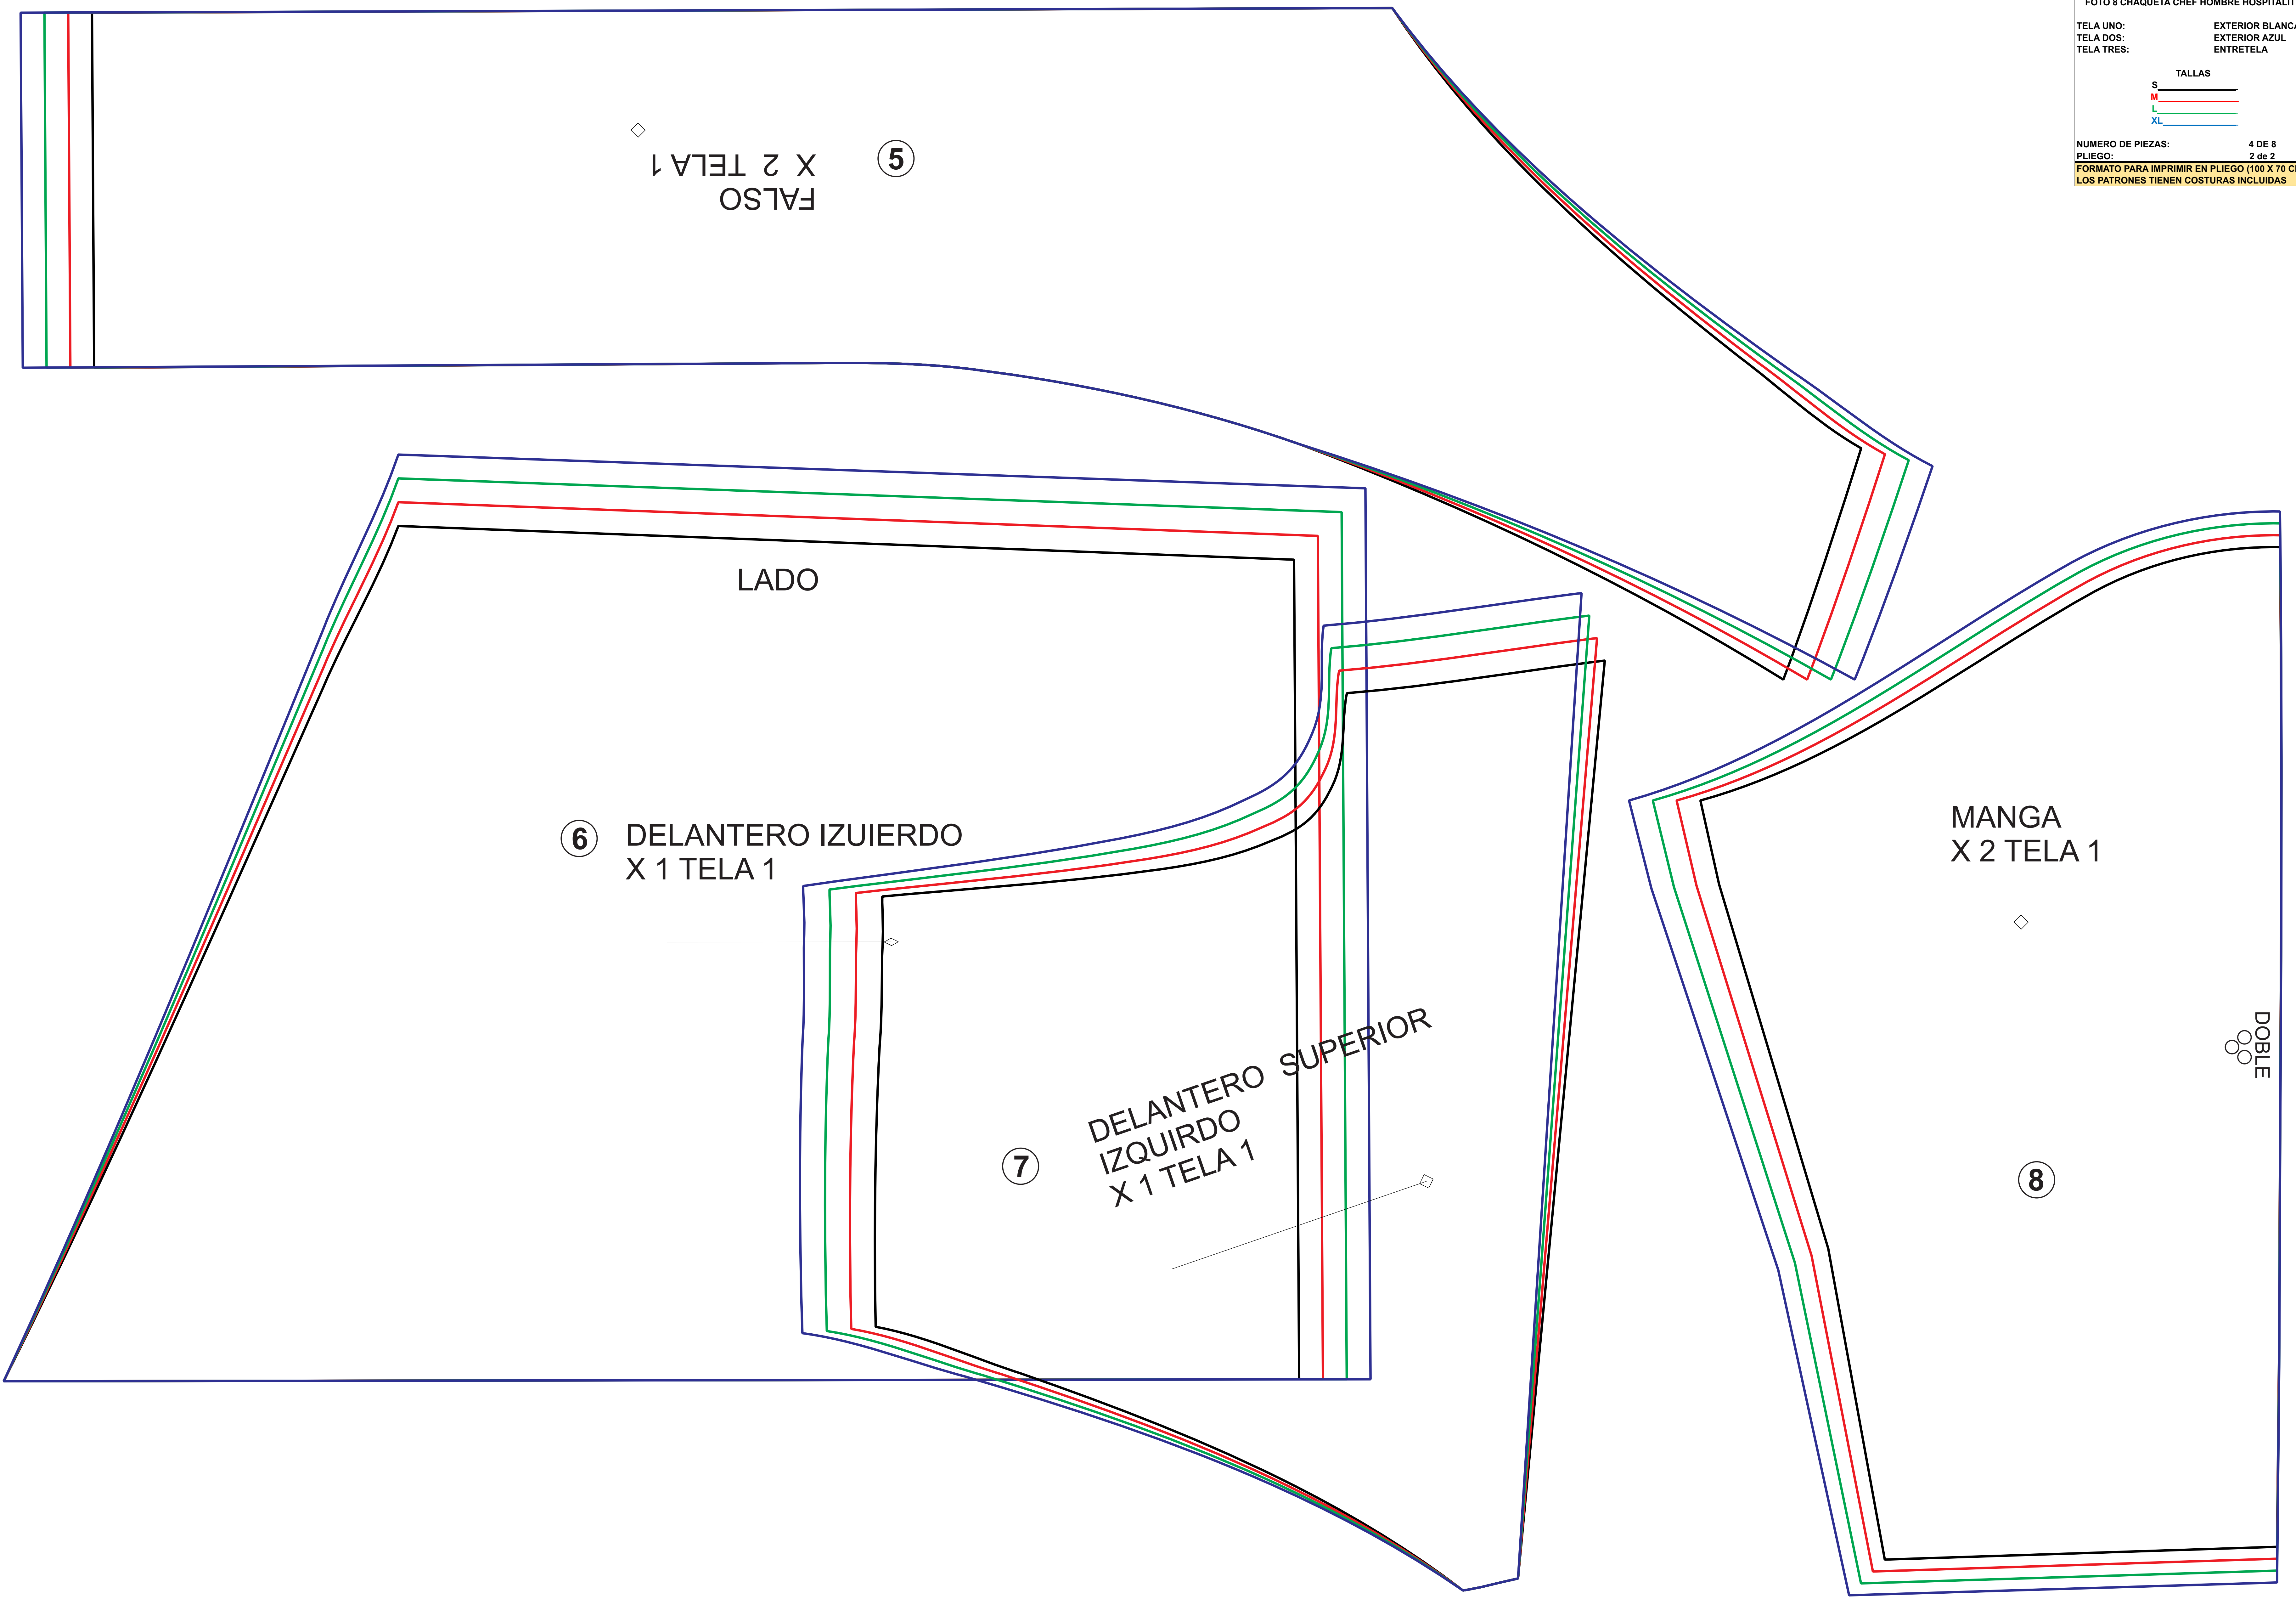 FOTO 8 CHAQUETA CHEF HOMBRE HOSPITALIT
TELA UNO: EXTERIOR BLANCA
TELA DOS: EXTERIOR AZUL
TELA TRES: ENTRETELA
TALLAS
S
M
L
XL
NUMERO DE PIEZAS: 4 DE 8
PLIEGO: 2 de 2
FORMATO PARA IMPRIMIR EN PLIEGO (100 X 70 C
LOS PATRONES TIENEN COSTURAS INCLUIDAS
5
FALSO
X 2 TELA 1
LADO
6
DELANTERO IZUIERDO
X 1 TELA 1
7
DELANTERO SUPERIOR
IZQUIRDO
X 1 TELA 1
MANGA
X 2 TELA 1
DOBLE
8